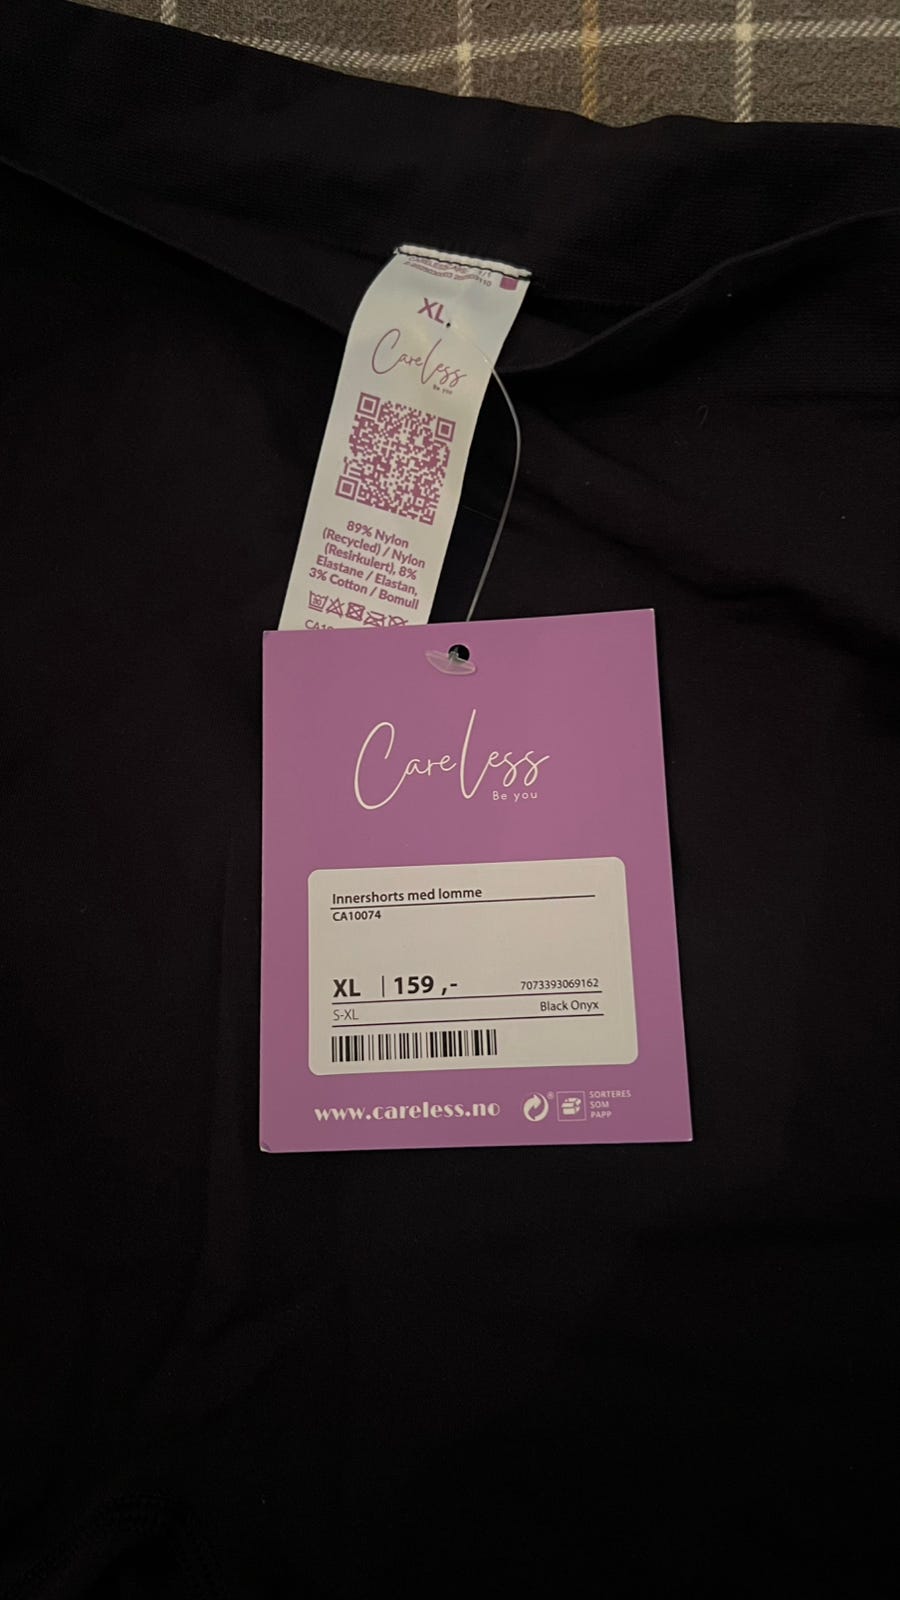 XL
CareLess
Be you
89% Nylon
(Recycled) / Nylon
(Resirkulert), 8%
Elastane / Elastan,
3% Cotton / Bomull
30
CareLess
Be you
Innershorts med lomme
CA10074
XL | 159 ,-
7073393069162
S-XL
Black Onyx
www.careless.no
®
SORTERES
SOM
PAPP